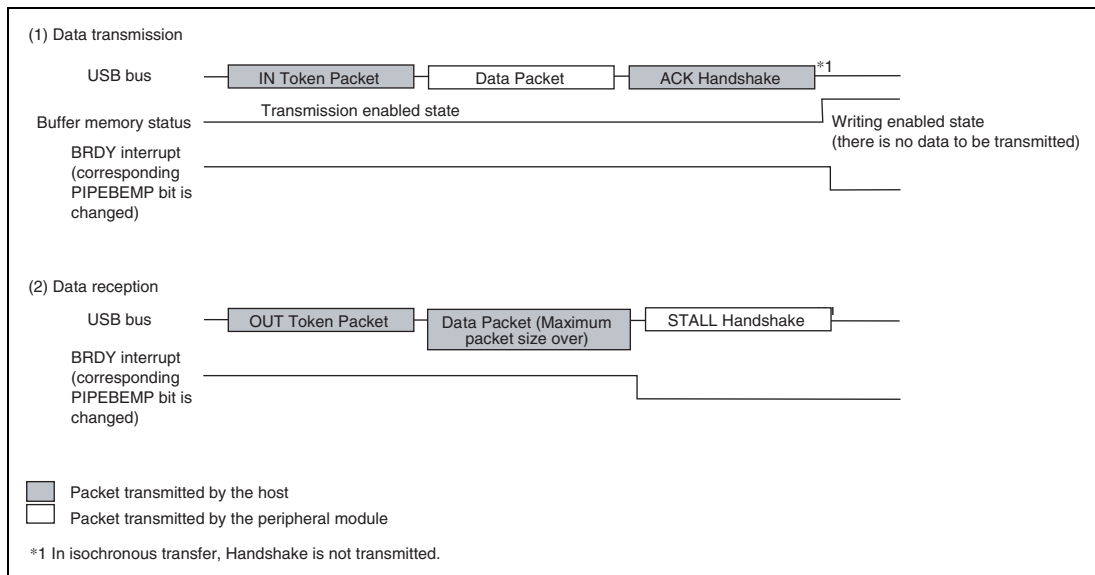 (1) Data transmission
USB bus
IN Token Packet
Data Packet
ACK Handshake
*1
Buffer memory status
Transmission enabled state
Writing enabled state
(there is no data to be transmitted)
BRDY interrupt
(corresponding
PIPEBEMP bit is
changed)
(2) Data reception
USB bus
OUT Token Packet
Data Packet (Maximum
packet size over)
STALL Handshake
BRDY interrupt
(corresponding
PIPEBEMP bit is
changed)
Packet transmitted by the host
Packet transmitted by the peripheral module
*1 In isochronous transfer, Handshake is not transmitted.